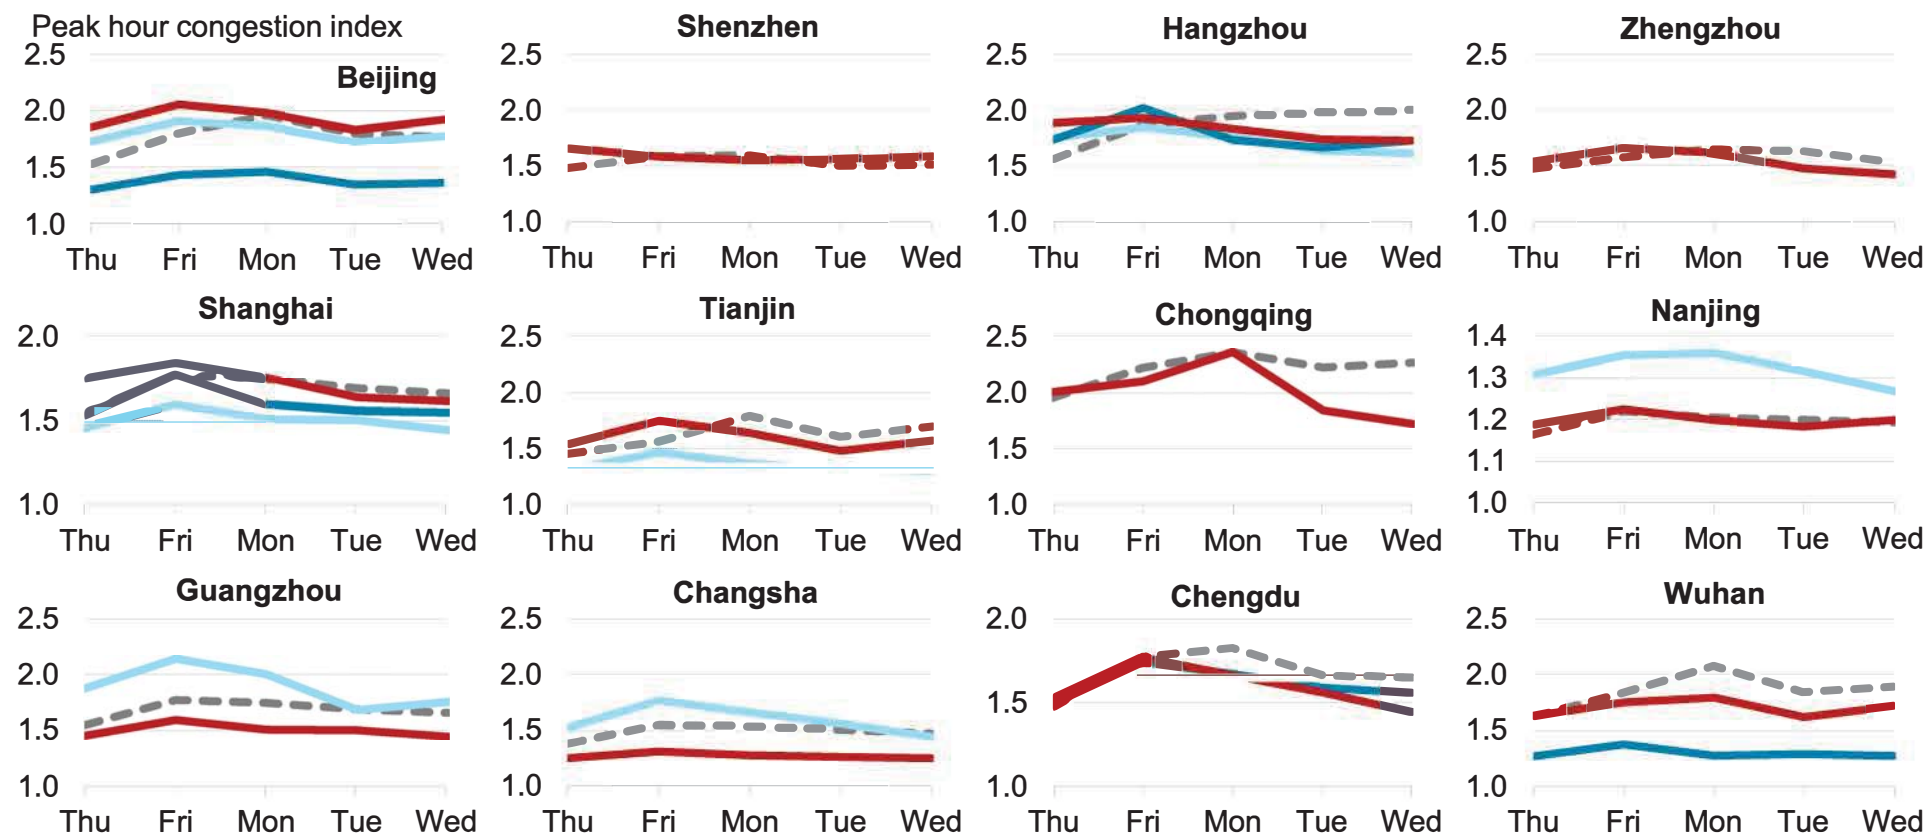 Peak hour congestion index
Beijing
2.5
2.0
1.5
1.0
Thu Fri Mon Tue Wed
Shenzhen
2.5
2.0
1.5
1.0
Thu Fri Mon Tue Wed
Hangzhou
2.5
2.0
1.5
1.0
Thu Fri Mon Tue Wed
Zhengzhou
2.5
2.0
1.5
1.0
Thu Fri Mon Tue Wed
Shanghai
2.0
1.5
1.0
Thu Fri Mon Tue Wed
Tianjin
2.5
2.0
1.5
1.0
Thu Fri Mon Tue Wed
Chongqing
2.5
2.0
1.5
1.0
Thu Fri Mon Tue Wed
Nanjing
1.4
1.3
1.2
1.1
1.0
Thu Fri Mon Tue Wed
Guangzhou
2.5
2.0
1.5
1.0
Thu Fri Mon Tue Wed
Changsha
2.5
2.0
1.5
1.0
Thu Fri Mon Tue Wed
Chengdu
2.0
1.5
1.0
Thu Fri Mon Tue Wed
Wuhan
2.5
2.0
1.5
1.0
Thu Fri Mon Tue Wed